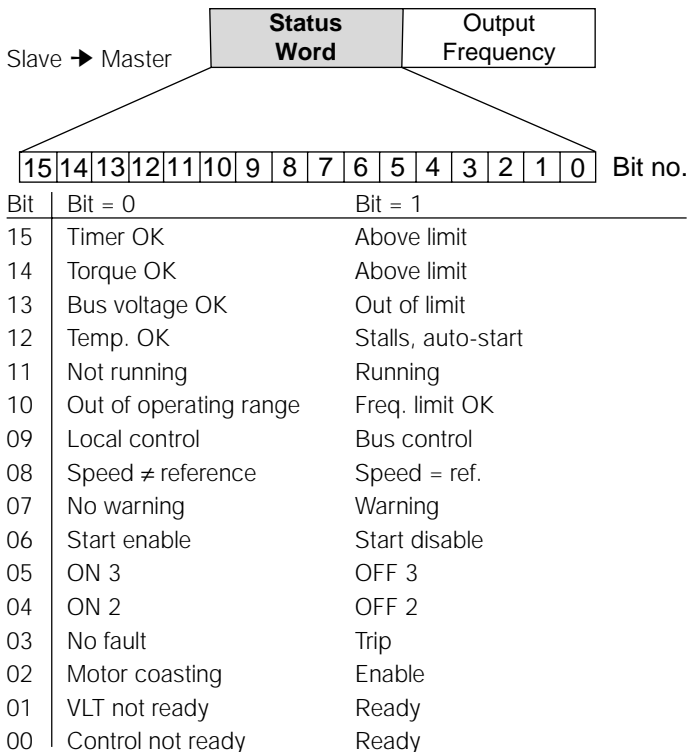 Status Output
Slave → Master Word Frequency
15 14 13 12 11 10 9 8 7 6 5 4 3 2 1 0 Bit no.
Bit Bit = 0 Bit = 1
15 Timer OK Above limit
14 Torque OK Above limit
13 Bus voltage OK Out of limit
12 Temp. OK Stalls, auto-start
11 Not running Running
10 Out of operating range Freq. limit OK
09 Local control Bus control
08 Speed ≠ reference Speed = ref.
07 No warning Warning
06 Start enable Start disable
05 ON 3 OFF 3
04 ON 2 OFF 2
03 No fault Trip
02 Motor coasting Enable
01 VLT not ready Ready
00 Control not ready Ready